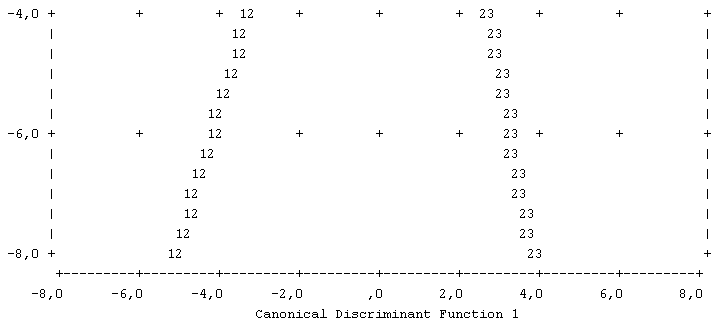 -4,0 +          +         + 12      +         +         + 23      +         +          +
|                      12                              23                         |
|                      12                              23                         |
|                     12                                23                        |
|                    12                                 23                        |
|                   12                                   23                       |
-6,0 +          +        12         +         +         +    23   +         +          +
|                  12                                    23                       |
|                 12                                      23                      |
|                12                                       23                      |
|                12                                        23                     |
|               12                                         23                     |
-8,0 +             12                                            23                    +
+---------+---------+---------+---------+---------+---------+---------+---------+
-8,0 -6,0 -4,0 -2,0 ,0 2,0 4,0 6,0 8,0
Canonical Discriminant Function 1